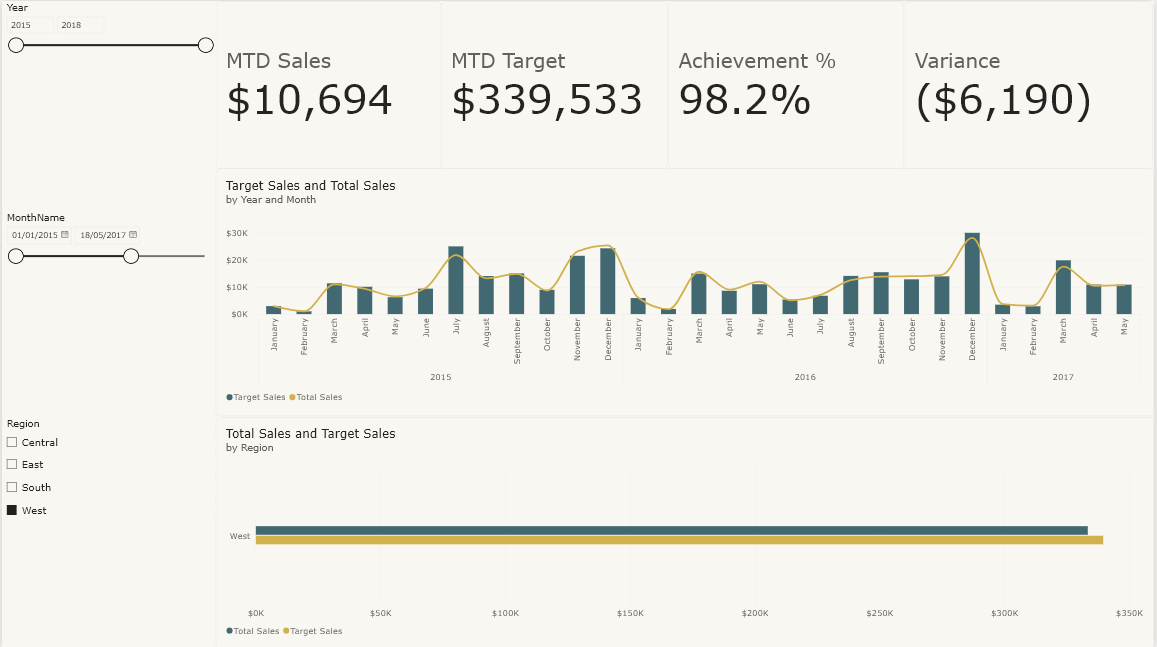 Year
2015 2018
MTD Sales
$10,694
MTD Target
$339,533
Achievement %
98.2%
Variance
($6,190)
MonthName
01/01/2015 18/05/2017
Region
Central
East
South
West
Target Sales and Total Sales
by Year and Month
$30K
$20K
$10K
$0K
January February March April May June July August September October November December January February March April May June July August September October November December January February March April May
2015 2016 2017
Target Sales Total Sales
Total Sales and Target Sales
by Region
West
$0K $50K $100K $150K $200K $250K $300K $350K
Total Sales Target Sales